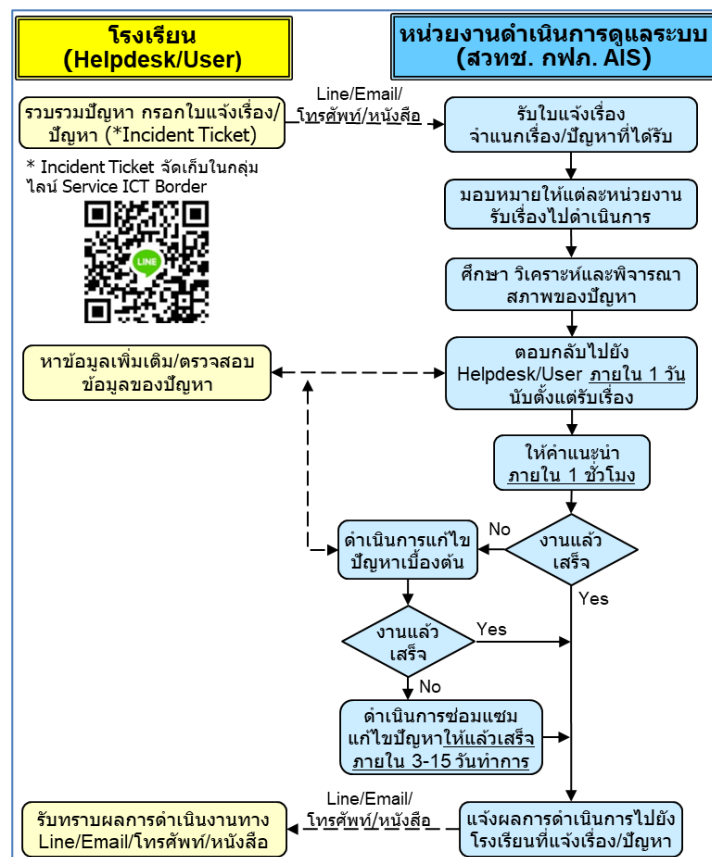 โรงเรียน
(Helpdesk/User)
หน่วยงานดำเนินการดูแลระบบ
(สวทช. กฟภ. AIS)
รวบรวมปัญหา กรอกใบแจ้งเรื่อง/
ปัญหา (*Incident Ticket)
Line/Email/
โทรศัพท์/หนังสือ
รับใบแจ้งเรื่อง
จำแนกเรื่อง/ปัญหาที่ได้รับ
* Incident Ticket จัดเก็บในกลุ่ม
ไลน์ Service ICT Border
LINE
มอบหมายให้แต่ละหน่วยงาน
รับเรื่องไปดำเนินการ
ศึกษา วิเคราะห์และพิจารณา
สภาพของปัญหา
หาข้อมูลเพิ่มเติม/ตรวจสอบ
ข้อมูลของปัญหา
ตอบกลับไปยัง
Helpdesk/User ภายใน 1 วัน
นับตั้งแต่รับเรื่อง
ให้คำแนะนำ
ภายใน 1 ชั่วโมง
งานแล้ว
เสร็จ
No
Yes
ดำเนินการแก้ไข
ปัญหาเบื้องต้น
งานแล้ว
เสร็จ
Yes
No
ดำเนินการซ่อมแซม
แก้ไขปัญหาให้แล้วเสร็จ
ภายใน 3-15 วันทำการ
แจ้งผลการดำเนินการไปยัง
โรงเรียนที่แจ้งเรื่อง/ปัญหา
Line/Email/
โทรศัพท์/หนังสือ
รับทราบผลการดำเนินงานทาง
Line/Email/โทรศัพท์/หนังสือ